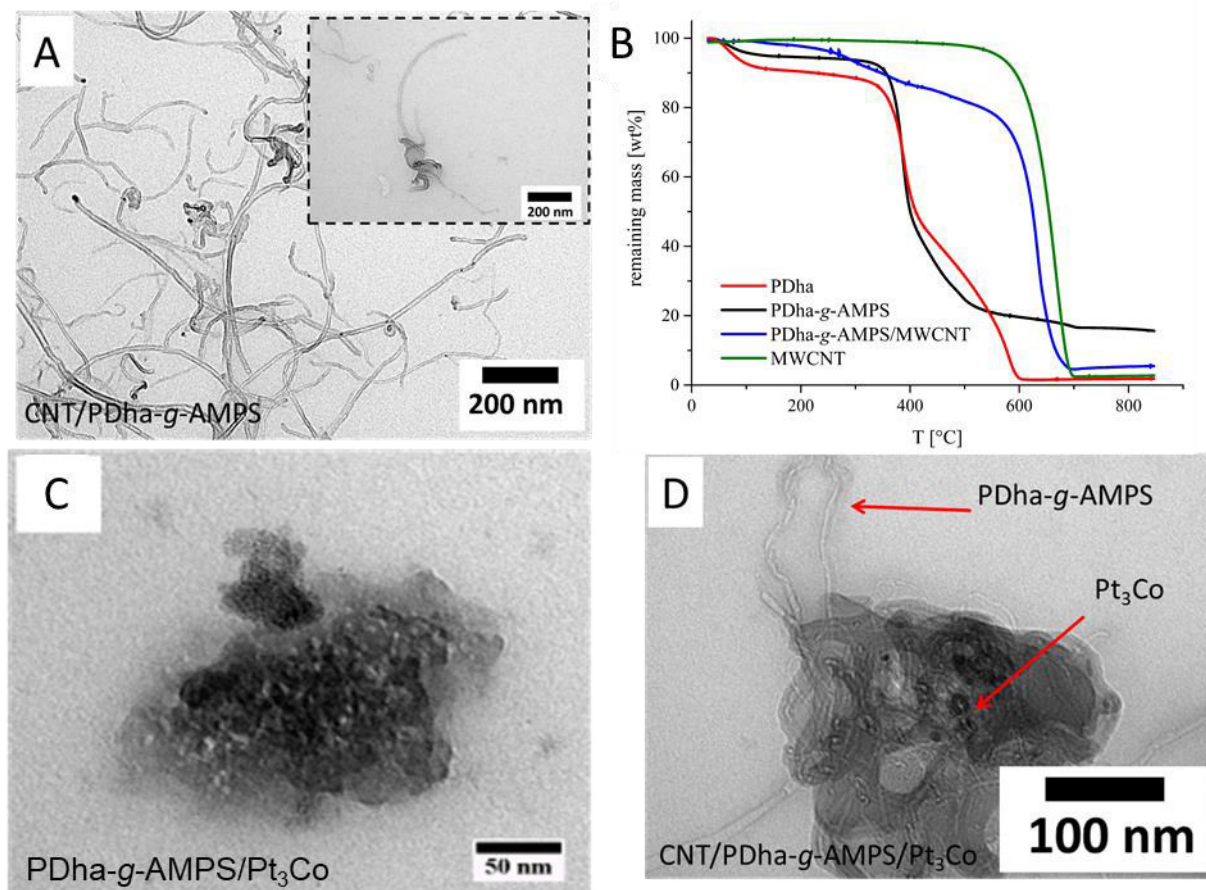 A
200 nm
200 nm
CNT/PDha-g-AMPS
B
remaining mass [wt%]
100
80
60
40
20
0
PDha
PDha-g-AMPS
PDha-g-AMPS/MWCNT
MWCNT
0 200 400 600 800
T [°C]
C
50 nm
PDha-g-AMPS/Pt₃Co
D
PDha-g-AMPS
Pt₃Co
100 nm
CNT/PDha-g-AMPS/Pt₃Co